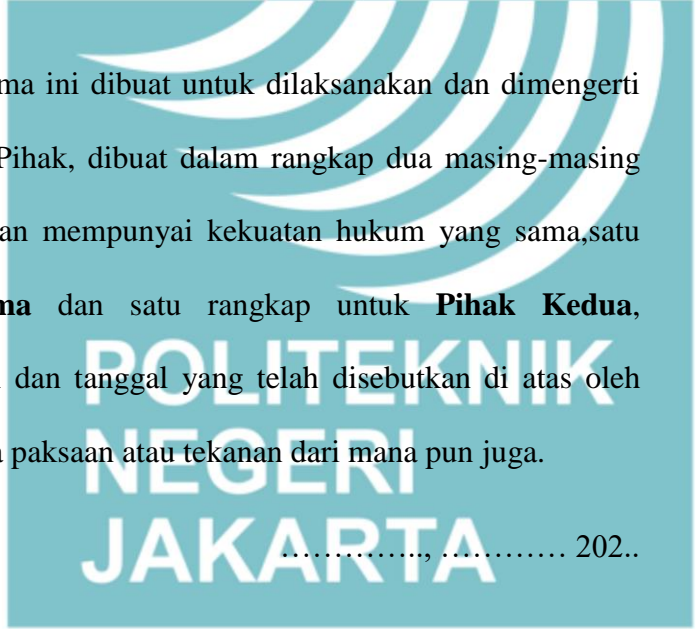 ma ini dibuat untuk dilaksanakan dan dimengerti
Pihak, dibuat dalam rangkap dua masing-masing
an mempunyai kekuatan hukum yang sama,satu
ma dan satu rangkap untuk Pihak Kedua,
dan tanggal yang telah disebutkan di atas oleh
paksaan atau tekanan dari mana pun juga.
………….., ………… 202..
POLITEKNIK
NEGERI
JAKARTA